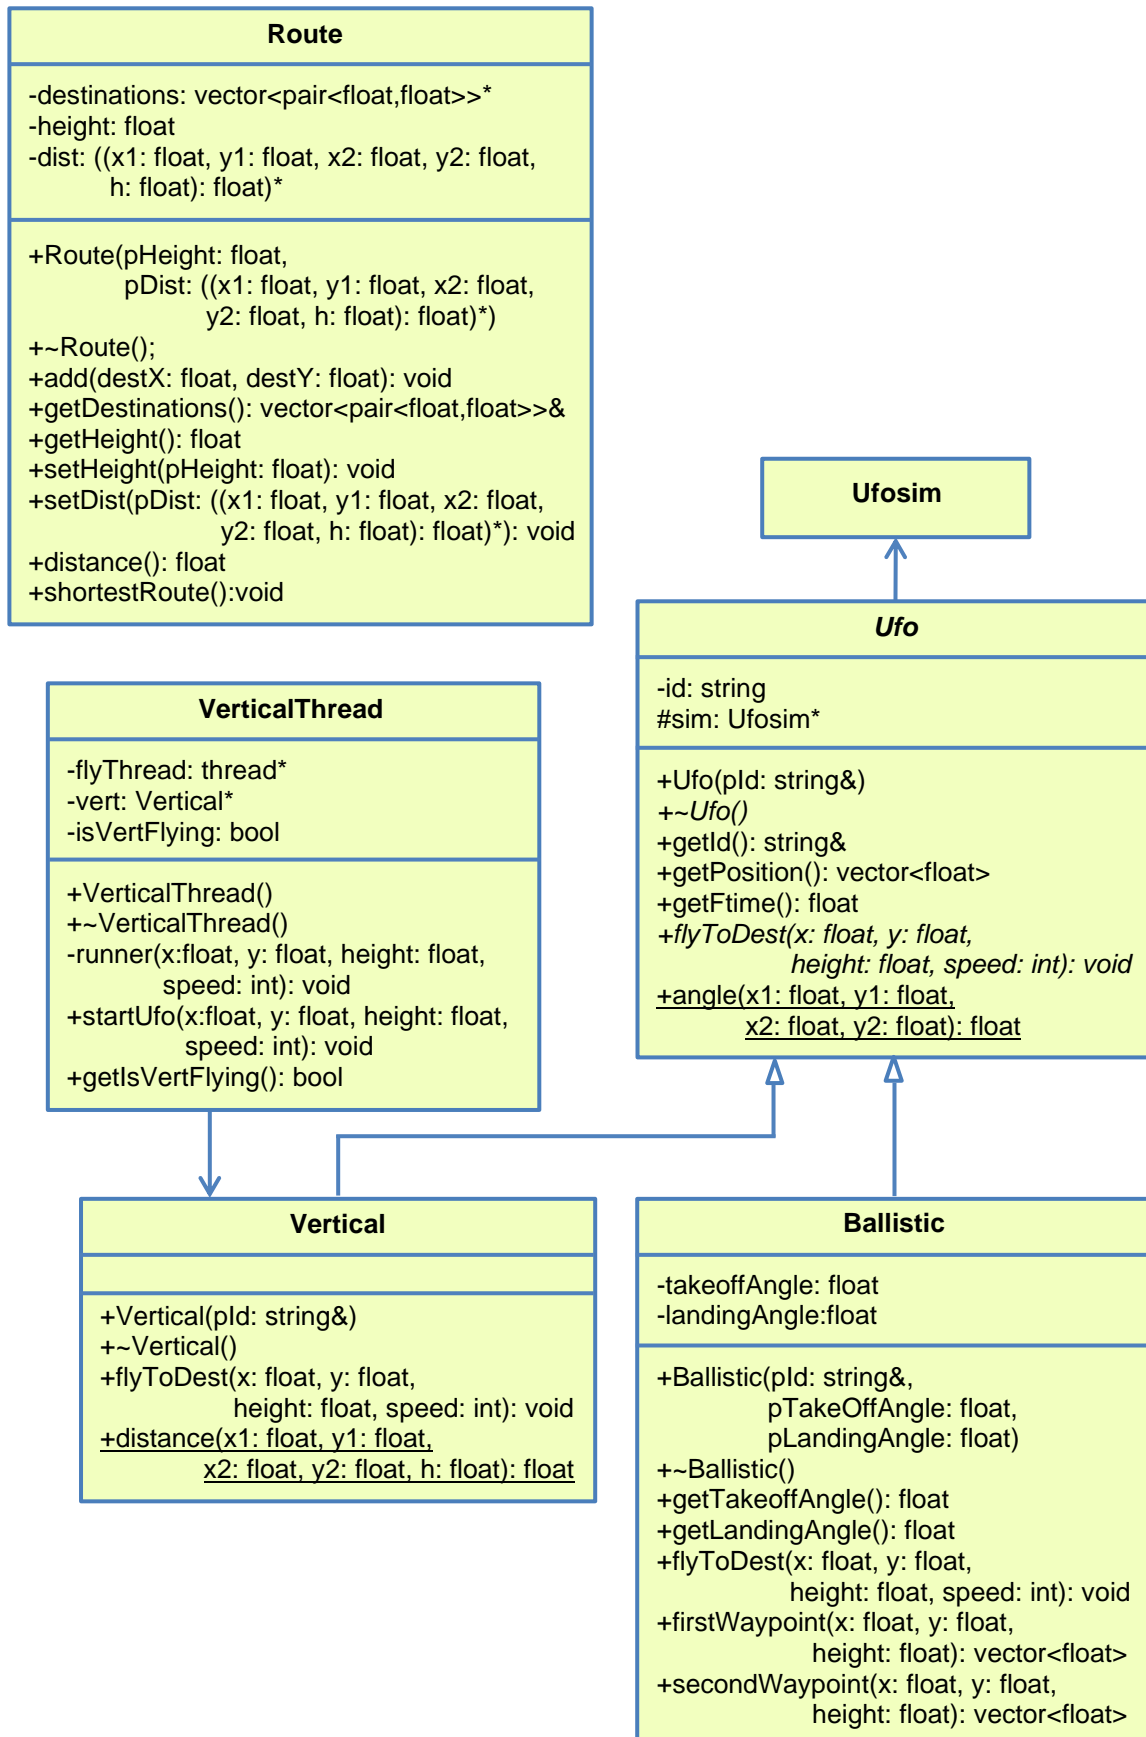 Route
-destinations: vector<pair<float,float>>*
-height: float
-dist: ((x1: float, y1: float, x2: float, y2: float,
h: float): float)*
+Route(pHeight: float,
pDist: ((x1: float, y1: float, x2: float,
y2: float, h: float): float)*)
+~Route();
+add(destX: float, destY: float): void
+getDestinations(): vector<pair<float,float>>&
+getHeight(): float
+setHeight(pHeight: float): void
+setDist(pDist: ((x1: float, y1: float, x2: float,
y2: float, h: float): float)*): void
+distance(): float
+shortestRoute():void
Ufosim
Ufo
-id: string
#sim: Ufosim*
+Ufo(pId: string&)
+~Ufo()
+getId(): string&
+getPosition(): vector<float>
+getFtime(): float
+flyToDest(x: float, y: float,
height: float, speed: int): void
+angle(x1: float, y1: float,
x2: float, y2: float): float
VerticalThread
-flyThread: thread*
-vert: Vertical*
-isVertFlying: bool
+VerticalThread()
+~VerticalThread()
-runner(x:float, y: float, height: float,
speed: int): void
+startUfo(x:float, y: float, height: float,
speed: int): void
+getIsVertFlying(): bool
Vertical
+Vertical(pId: string&)
+~Vertical()
+flyToDest(x: float, y: float,
height: float, speed: int): void
+distance(x1: float, y1: float,
x2: float, y2: float, h: float): float
Ballistic
-takeoffAngle: float
-landingAngle:float
+Ballistic(pId: string&,
pTakeOffAngle: float,
pLandingAngle: float)
+~Ballistic()
+getTakeoffAngle(): float
+getLandingAngle(): float
+flyToDest(x: float, y: float,
height: float, speed: int): void
+firstWaypoint(x: float, y: float,
height: float): vector<float>
+secondWaypoint(x: float, y: float,
height: float): vector<float>